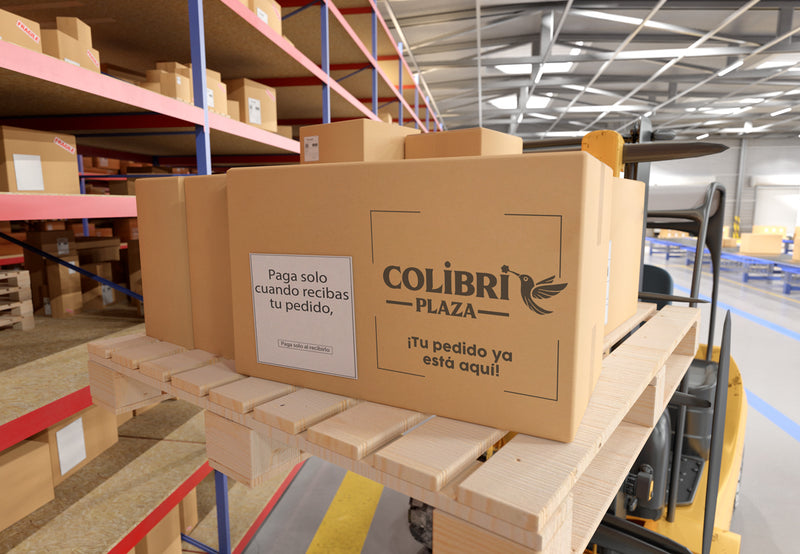 FRAGILE
FRAGILE
Paga solo
cuando recibas
tu pedido,
Paga solo al recibirlo
COLiBRi
PLAZA
¡Tu pedido ya
está aquí!